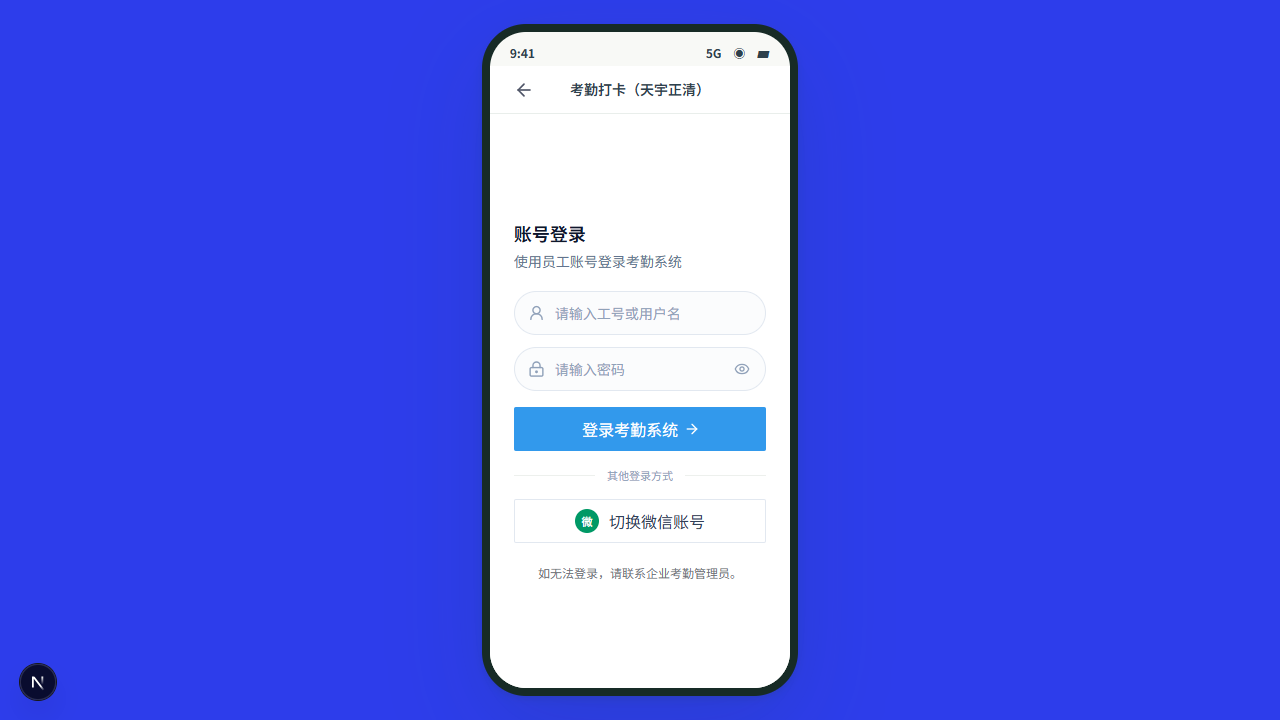 9:41 5G
考勤打卡（天宇正清）
账号登录
使用员工账号登录考勤系统
请输入工号或用户名
请输入密码
登录考勤系统
其他登录方式
微 切换微信账号
如无法登录，请联系企业考勤管理员。
N